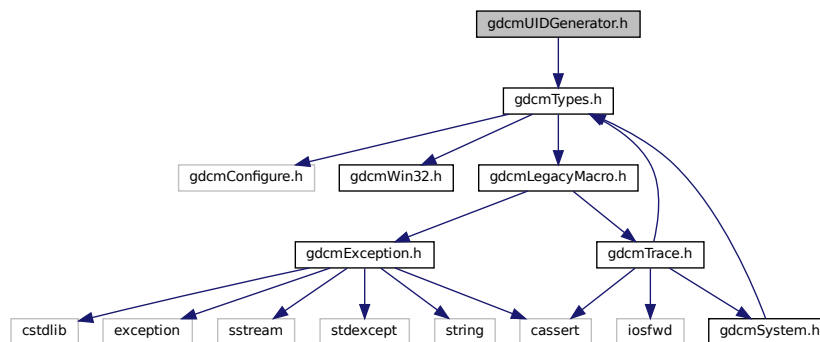 gdcmUIDGenerator.h
gdcmTypes.h
gdcmConfigure.h
gdcmWin32.h
gdcmLegacyMacro.h
gdcmException.h
gdcmTrace.h
cstdlib
exception
sstream
stdexcept
string
cassert
iosfwd
gdcmSystem.h